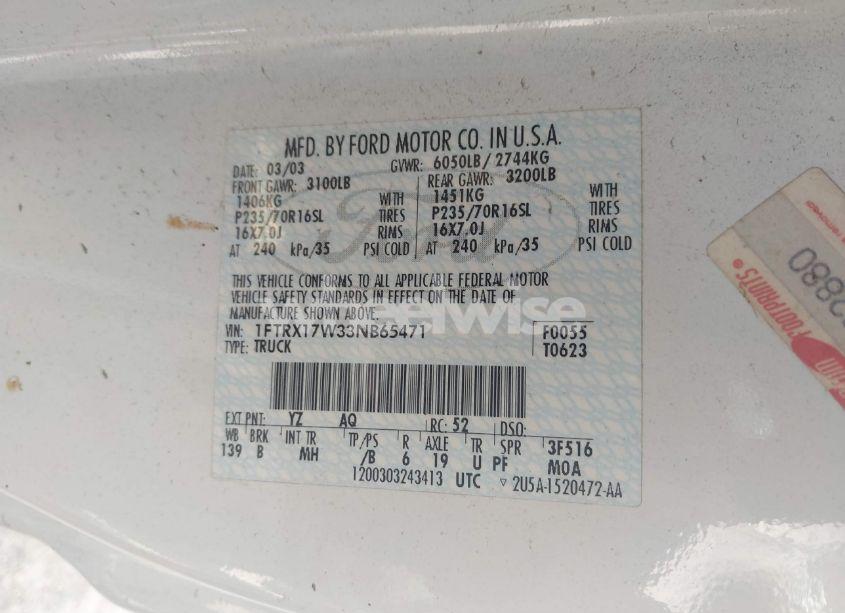 MFD. BY FORD MOTOR CO. IN U.S.A.
DATE: 03/03 GVWR: 6050LB/ 2744KG
FRONT GAWR: 3100LB REAR GAWR: 3200LB
1406KG WITH 1451KG WITH
P235/70R16SL TIRES P235/70R16SL TIRES
16X7.0J RIMS 16X7.0J RIMS
AT 240 kPa/35 PSI COLD AT 240 kPa/35 PSI COLD
THIS VEHICLE CONFORMS TO ALL APPLICABLE FEDERAL MOTOR
VEHICLE SAFETY STANDARDS IN EFFECT ON THE DATE OF
MANUFACTURE SHOWN ABOVE.
VIN: 1FTRX17W33NB65471 F0055
TYPE: TRUCK T0623
EXT PNT: YZ AQ RC: 52 DSO:
WB BRK INT TR TP/PS R AXLE TR SPR 3F516
139 B MH /B 6 19 U PF MOA
1200303243413 UTC ▽ 2U5A-1520472-AA
Ford
eelwise
2880
FOOTPRINTS